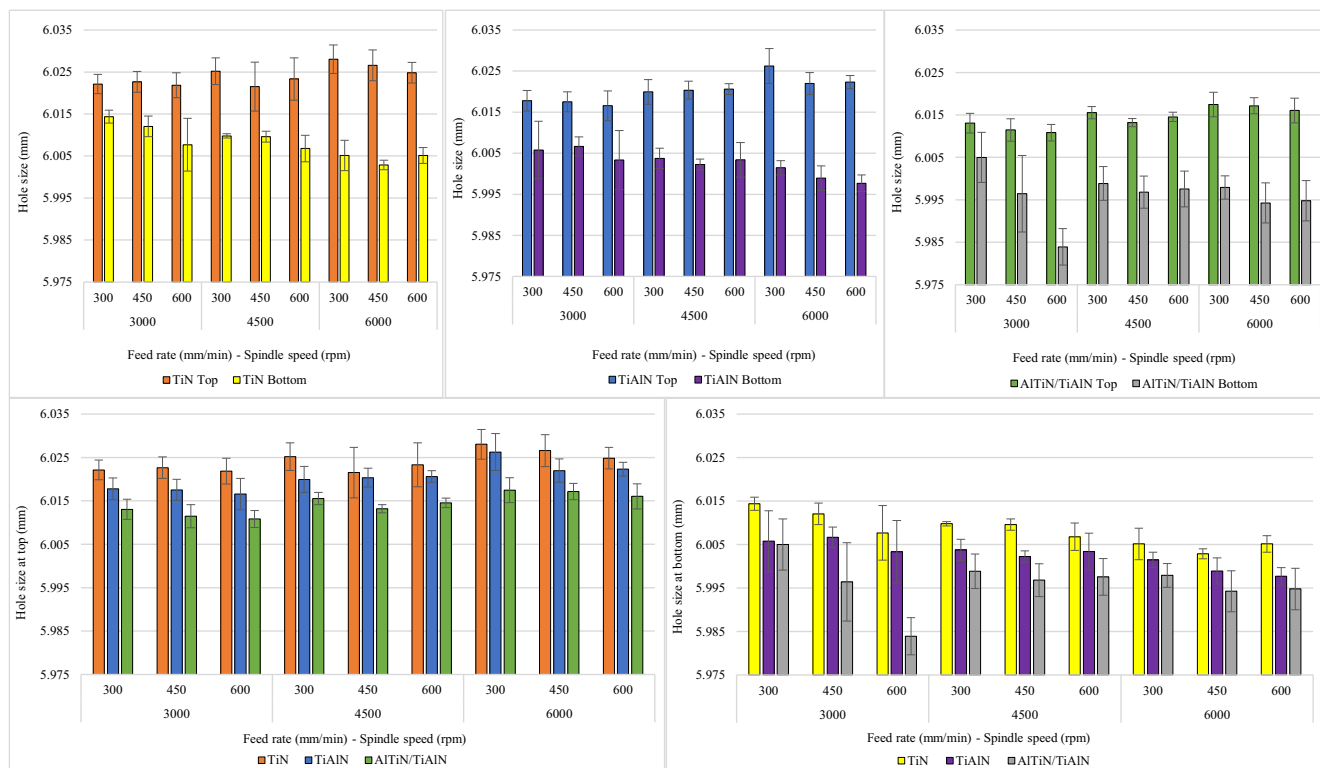 6.035
6.025
6.015
6.005
5.995
5.985
5.975
Hole size (mm)
300 450 600 300 450 600 300 450 600
3000 4500 6000
Feed rate (mm/min) - Spindle speed (rpm)
TiN Top TiN Bottom
6.035
6.025
6.015
6.005
5.995
5.985
5.975
Hole size (mm)
300 450 600 300 450 600 300 450 600
3000 4500 6000
Feed rate (mm/min) - Spindle speed (rpm)
TiAlN Top TiAlN Bottom
6.035
6.025
6.015
6.005
5.995
5.985
5.975
Hole size (mm)
300 450 600 300 450 600 300 450 600
3000 4500 6000
Feed rate (mm/min) - Spindle speed (rpm)
AlTiN/TiAlN Top AlTiN/TiAlN Bottom
6.035
6.025
6.015
6.005
5.995
5.985
5.975
Hole size at top (mm)
300 450 600 300 450 600 300 450 600
3000 4500 6000
Feed rate (mm/min) - Spindle speed (rpm)
TiN TiAlN AlTiN/TiAlN
6.035
6.025
6.015
6.005
5.995
5.985
5.975
Hole size at bottom (mm)
300 450 600 300 450 600 300 450 600
3000 4500 6000
Feed rate (mm/min) - Spindle speed (rpm)
TiN TiAlN AlTiN/TiAlN